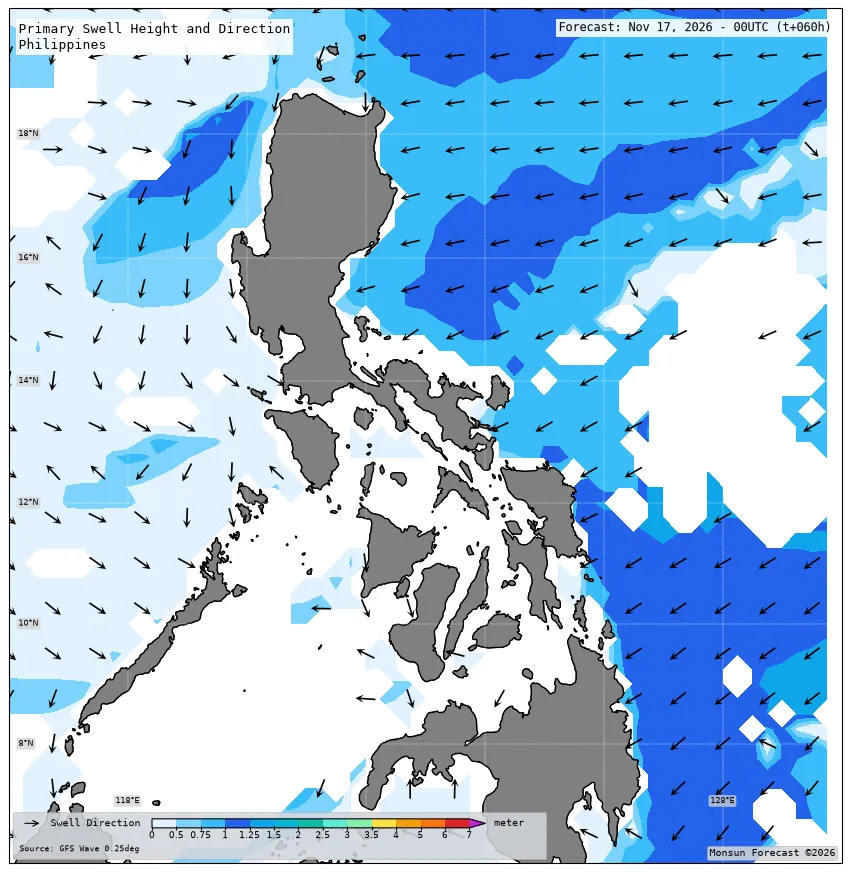 Primary Swell Height and Direction
Philippines
Forecast: Nov 17, 2026 - 00UTC (t+060h)
18°N
16°N
14°N
12°N
10°N
8°N
118°E
128°E
Swell Direction
meter
0 0.5 0.75 1 1.25 1.5 2 2.5 3 3.5 4 5 6 7
Source: GFS Wave 0.25deg
Monsun Forecast ©2026